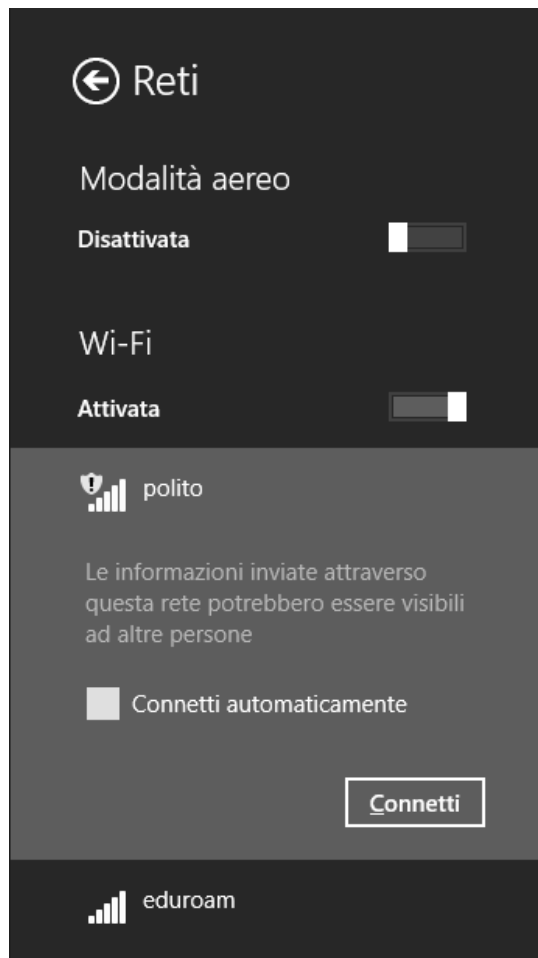 Reti
Modalità aereo
Disattivata
Wi-Fi
Attivata
polito
Le informazioni inviate attraverso
questa rete potrebbero essere visibili
ad altre persone
Connetti automaticamente
Connetti
eduroam